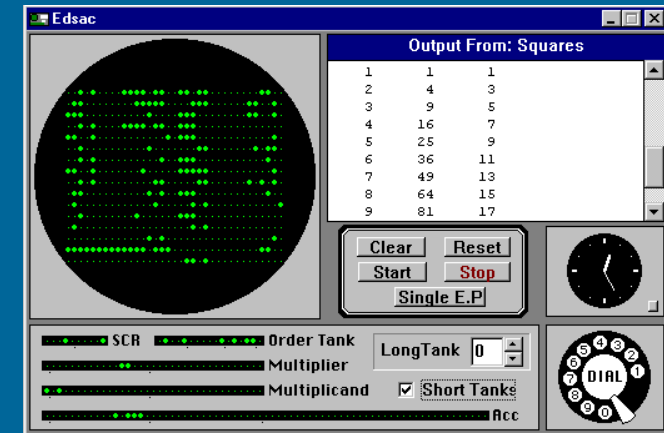 Edsac
Output From: Squares
1 1 1
2 4 3
3 9 5
4 16 7
5 25 9
6 36 11
7 49 13
8 64 15
9 81 17
Clear Reset
Start Stop
Single E.P
SCR Order Tank
Multiplier
Multiplicand
Acc
LongTank 0
Short Tanks
5 4 3 2 1 6 7 8 9 0
DIAL